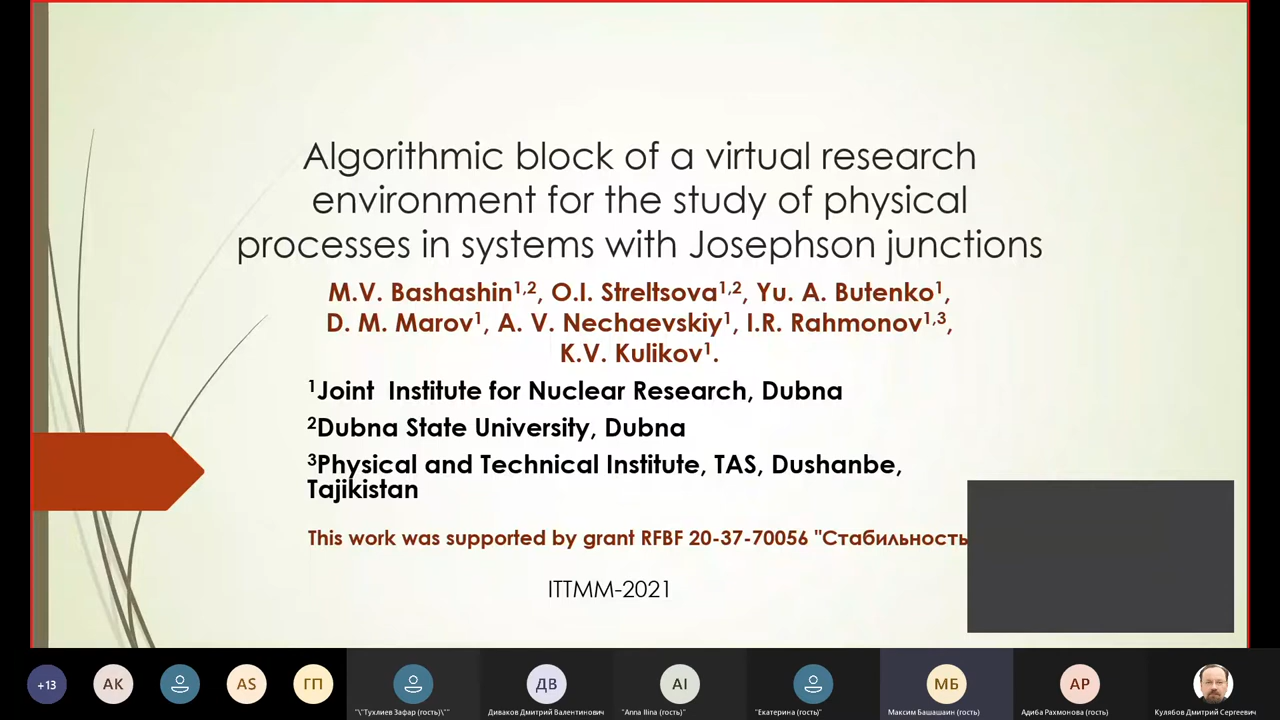 Algorithmic block of a virtual research
environment for the study of physical
processes in systems with Josephson junctions
M.V. Bashashin1,2, O.I. Streltsova1,2, Yu. A. Butenko1,
D. M. Marov1, A. V. Nechaevskiy1, I.R. Rahmonov1,3,
K.V. Kulikov1.
1Joint Institute for Nuclear Research, Dubna
2Dubna State University, Dubna
3Physical and Technical Institute, TAS, Dushanbe,
Tajikistan
This work was supported by grant RFBF 20-37-70056 "Стабильность
ITTMM-2021
+13 АК AS ГП ДВ AI МБ АР
"\"Тухлиев Зафар (гость)\"" Диваков Дмитрий Валентинович "Anna Ilina (гость)" "Екатерина (гость)" Максим Башашаин (гость) Адиба Рахмонова (гость) Кулябов Дмитрий Сергеевич